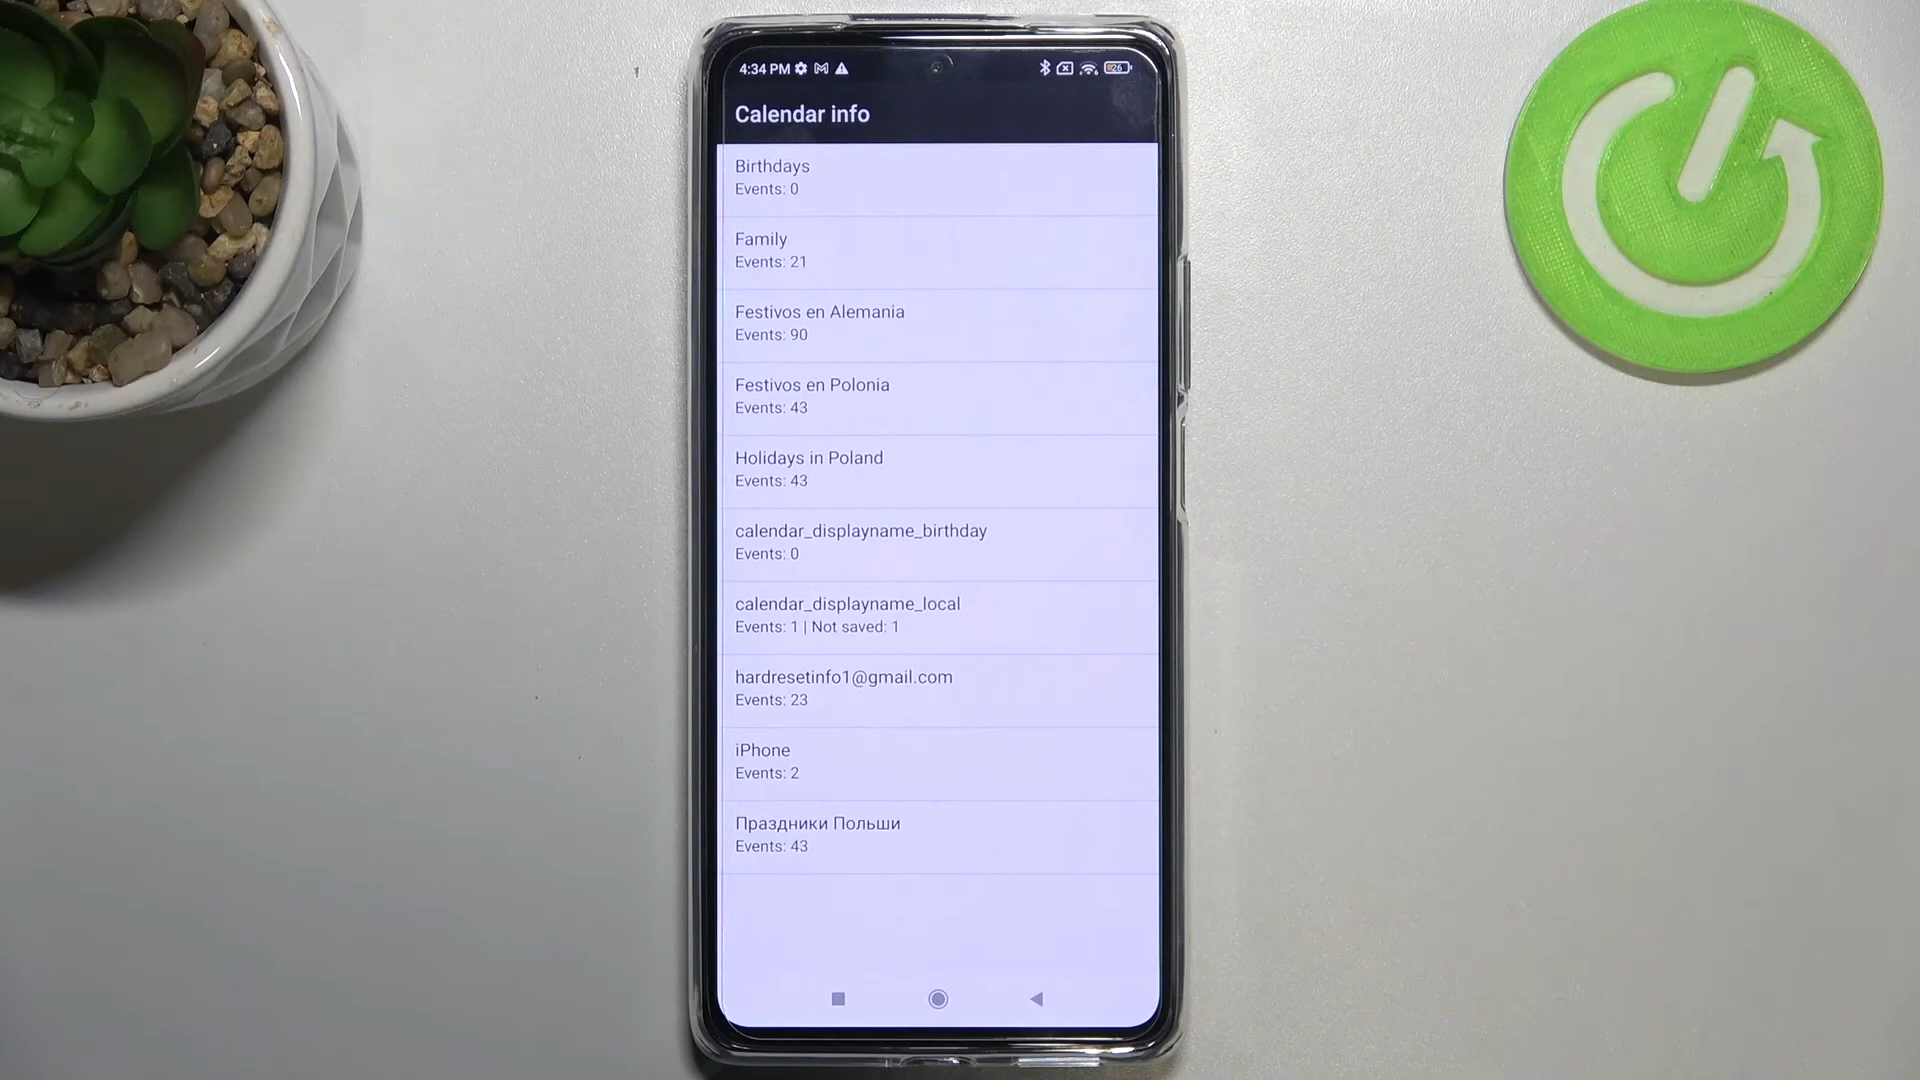 4:34 PM
26
Calendar info
Birthdays
Events: 0
Family
Events: 21
Festivos en Alemania
Events: 90
Festivos en Polonia
Events: 43
Holidays in Poland
Events: 43
calendar_displayname_birthday
Events: 0
calendar_displayname_local
Events: 1 | Not saved: 1
hardresetinfo1@gmail.com
Events: 23
iPhone
Events: 2
Праздники Польши
Events: 43